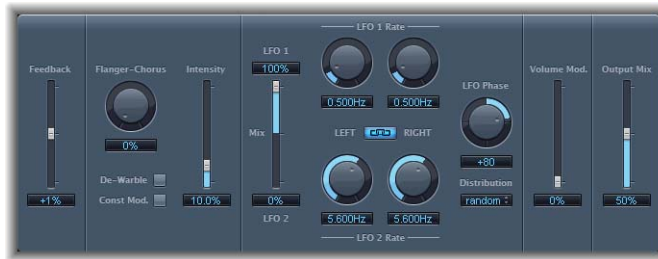 LFO 1 Rate
Feedback
Flanger-Chorus
Intensity
LFO 1
100%
LFO Phase
Volume Mod.
Output Mix
0.500Hz
0.500Hz
Mix
LEFT
RIGHT
0%
+80
De-Warble
Const Mod.
Distribution
random
+1%
10.0%
0%
5.600Hz
5.600Hz
0%
50%
LFO 2
LFO 2 Rate